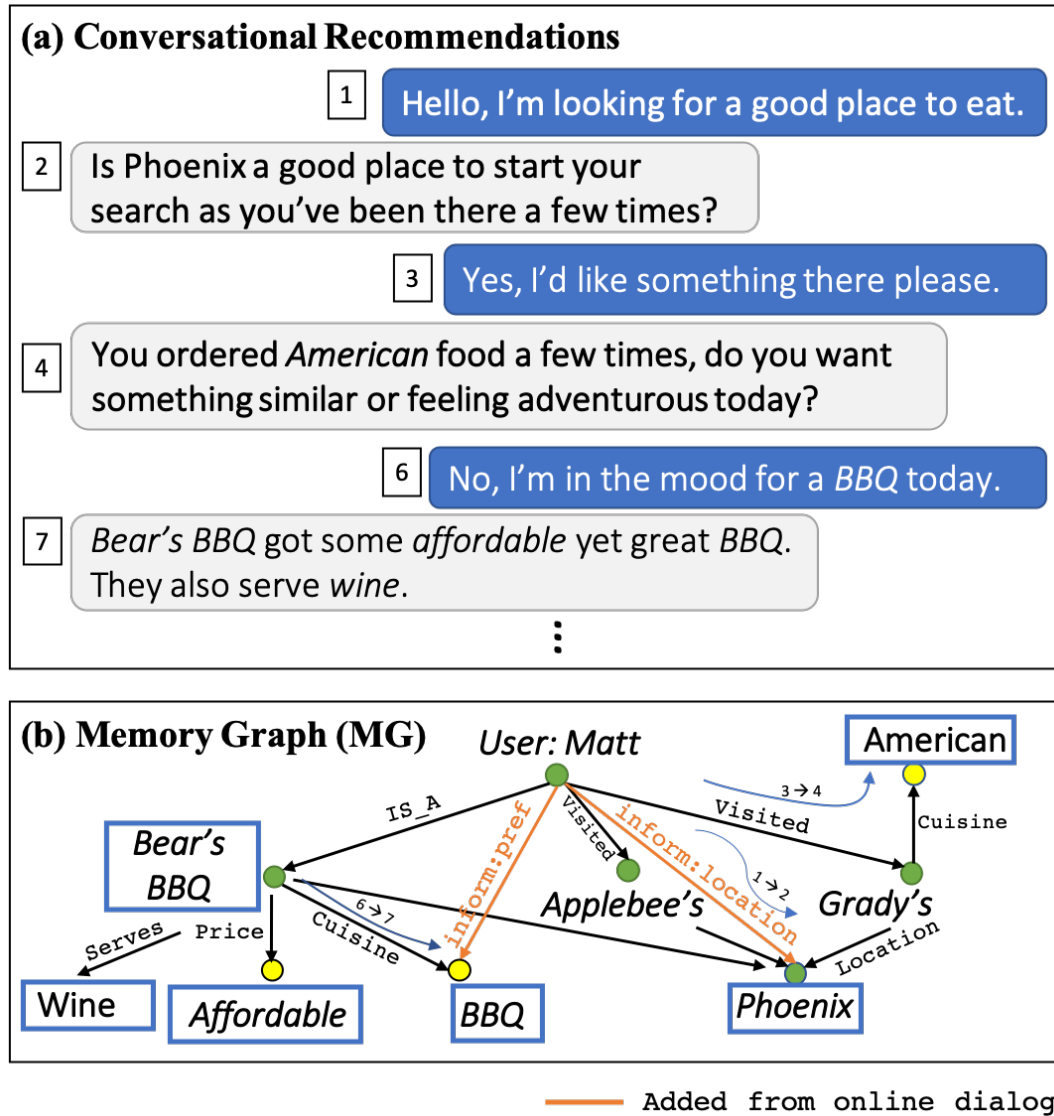 (a) Conversational Recommendations
1
Hello, I'm looking for a good place to eat.
2
Is Phoenix a good place to start your
search as you've been there a few times?
3
Yes, I'd like something there please.
4
You ordered American food a few times, do you want
something similar or feeling adventurous today?
6
No, I'm in the mood for a BBQ today.
7
Bear's BBQ got some affordable yet great BBQ.
They also serve wine.
⋮
(b) Memory Graph (MG)
User: Matt
American
3→4
IS_A
Visited
Visited
Cuisine
inform:pref
inform:location
1→2
Bear's
BBQ
Applebee's
Grady's
6→7
Serves
Price
Cuisine
Location
Wine
Affordable
BBQ
Phoenix
Added from online dialog